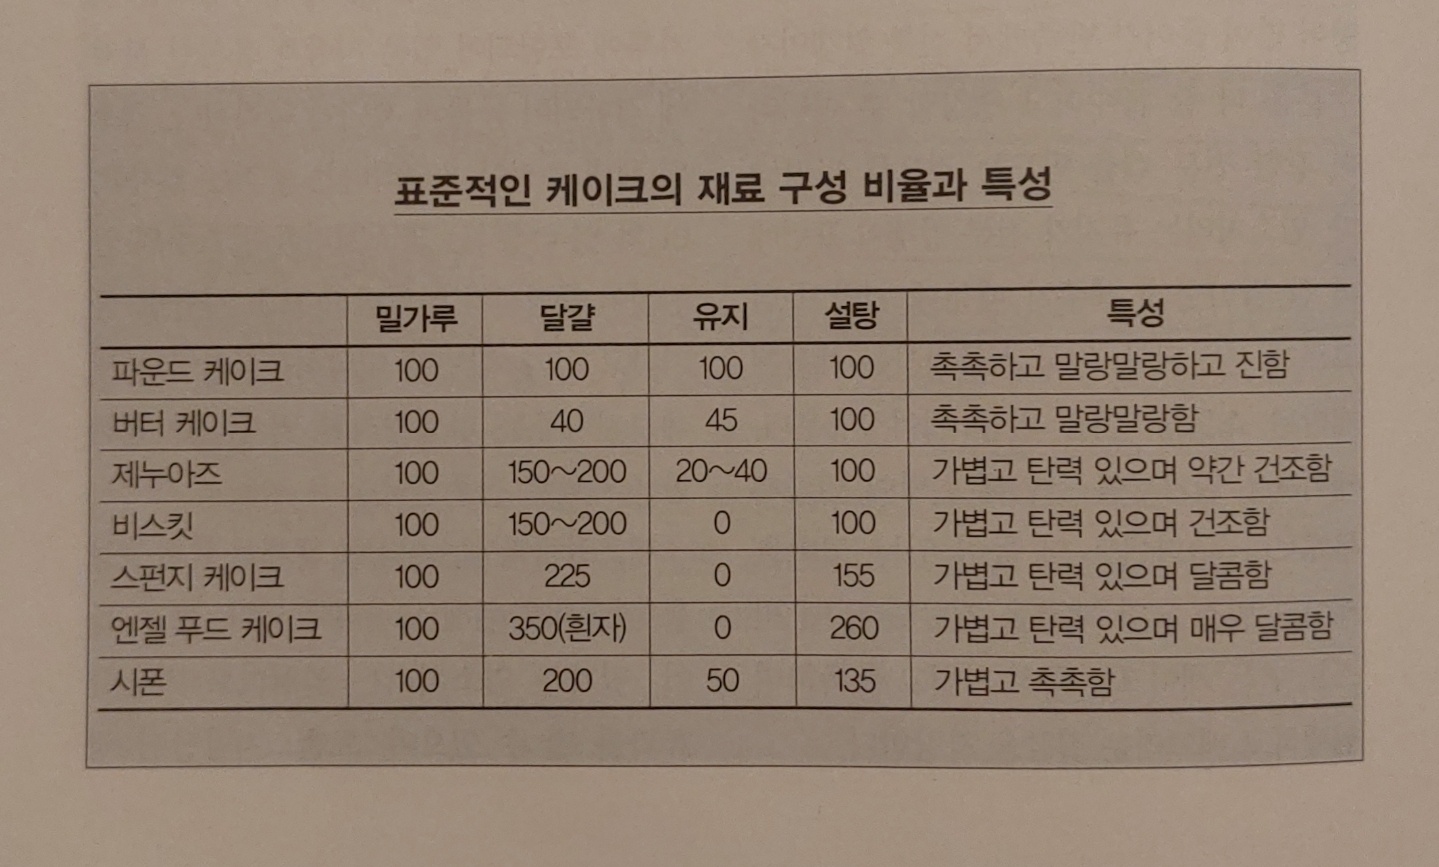 표준적인 케이크의 재료 구성 비율과 특성
밀가루 달걀 유지 설탕 특성
파운드 케이크 100 100 100 100 촉촉하고 말랑말랑하고 진함
버터 케이크 100 40 45 100 촉촉하고 말랑말랑함
제누아즈 100 150~200 20~40 100 가볍고 탄력 있으며 약간 건조함
비스킷 100 150~200 0 100 가볍고 탄력 있으며 건조함
스펀지 케이크 100 225 0 155 가볍고 탄력 있으며 달콤함
엔젤 푸드 케이크 100 350(흰자) 0 260 가볍고 탄력 있으며 매우 달콤함
시폰 100 200 50 135 가볍고 촉촉함